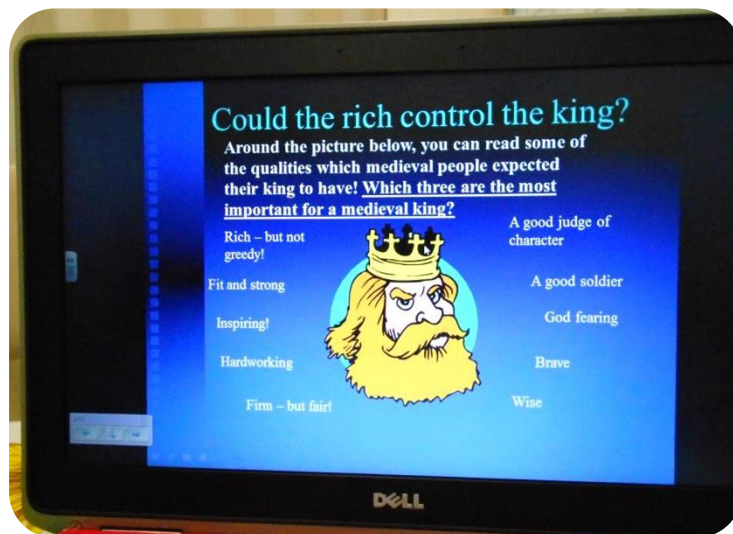 Could the rich control the king?
Around the picture below, you can read some of
the qualities which medieval people expected
their king to have! Which three are the most
important for a medieval king?
Rich – but not
greedy!
Fit and strong
Inspiring!
Hardworking
Firm – but fair!
A good judge of
character
A good soldier
God fearing
Brave
Wise
DELL